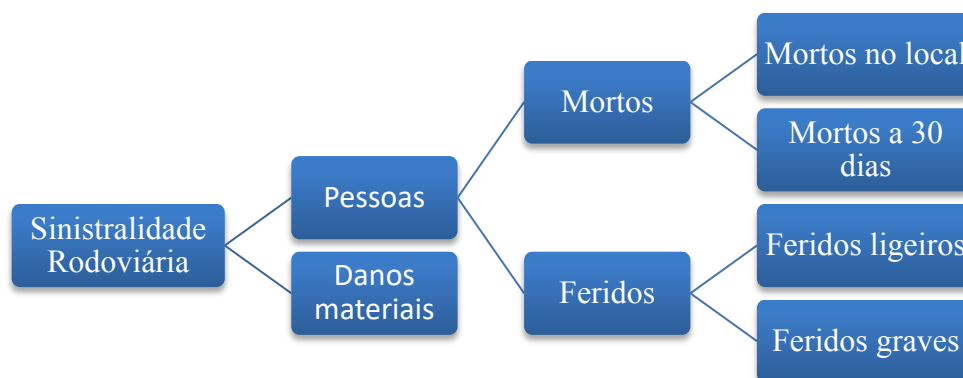 Sinistralidade
Rodoviária
Pessoas
Danos
materiais
Mortos
Feridos
Mortos no local
Mortos a 30
dias
Feridos ligeiros
Feridos graves